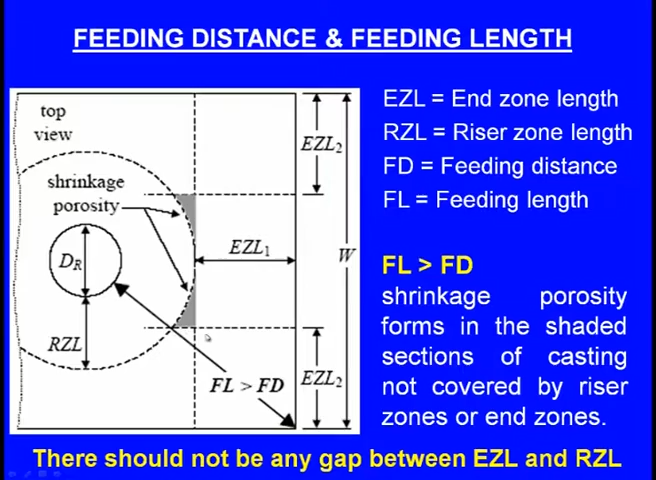 FEEDING DISTANCE & FEEDING LENGTH
top
view
shrinkage
porosity
D_R
RZL
EZL₁
EZL₂
W
FL > FD
EZL₂
EZL = End zone length
RZL = Riser zone length
FD = Feeding distance
FL = Feeding length
FL > FD
shrinkage porosity
forms in the shaded
sections of casting
not covered by riser
zones or end zones.
There should not be any gap between EZL and RZL